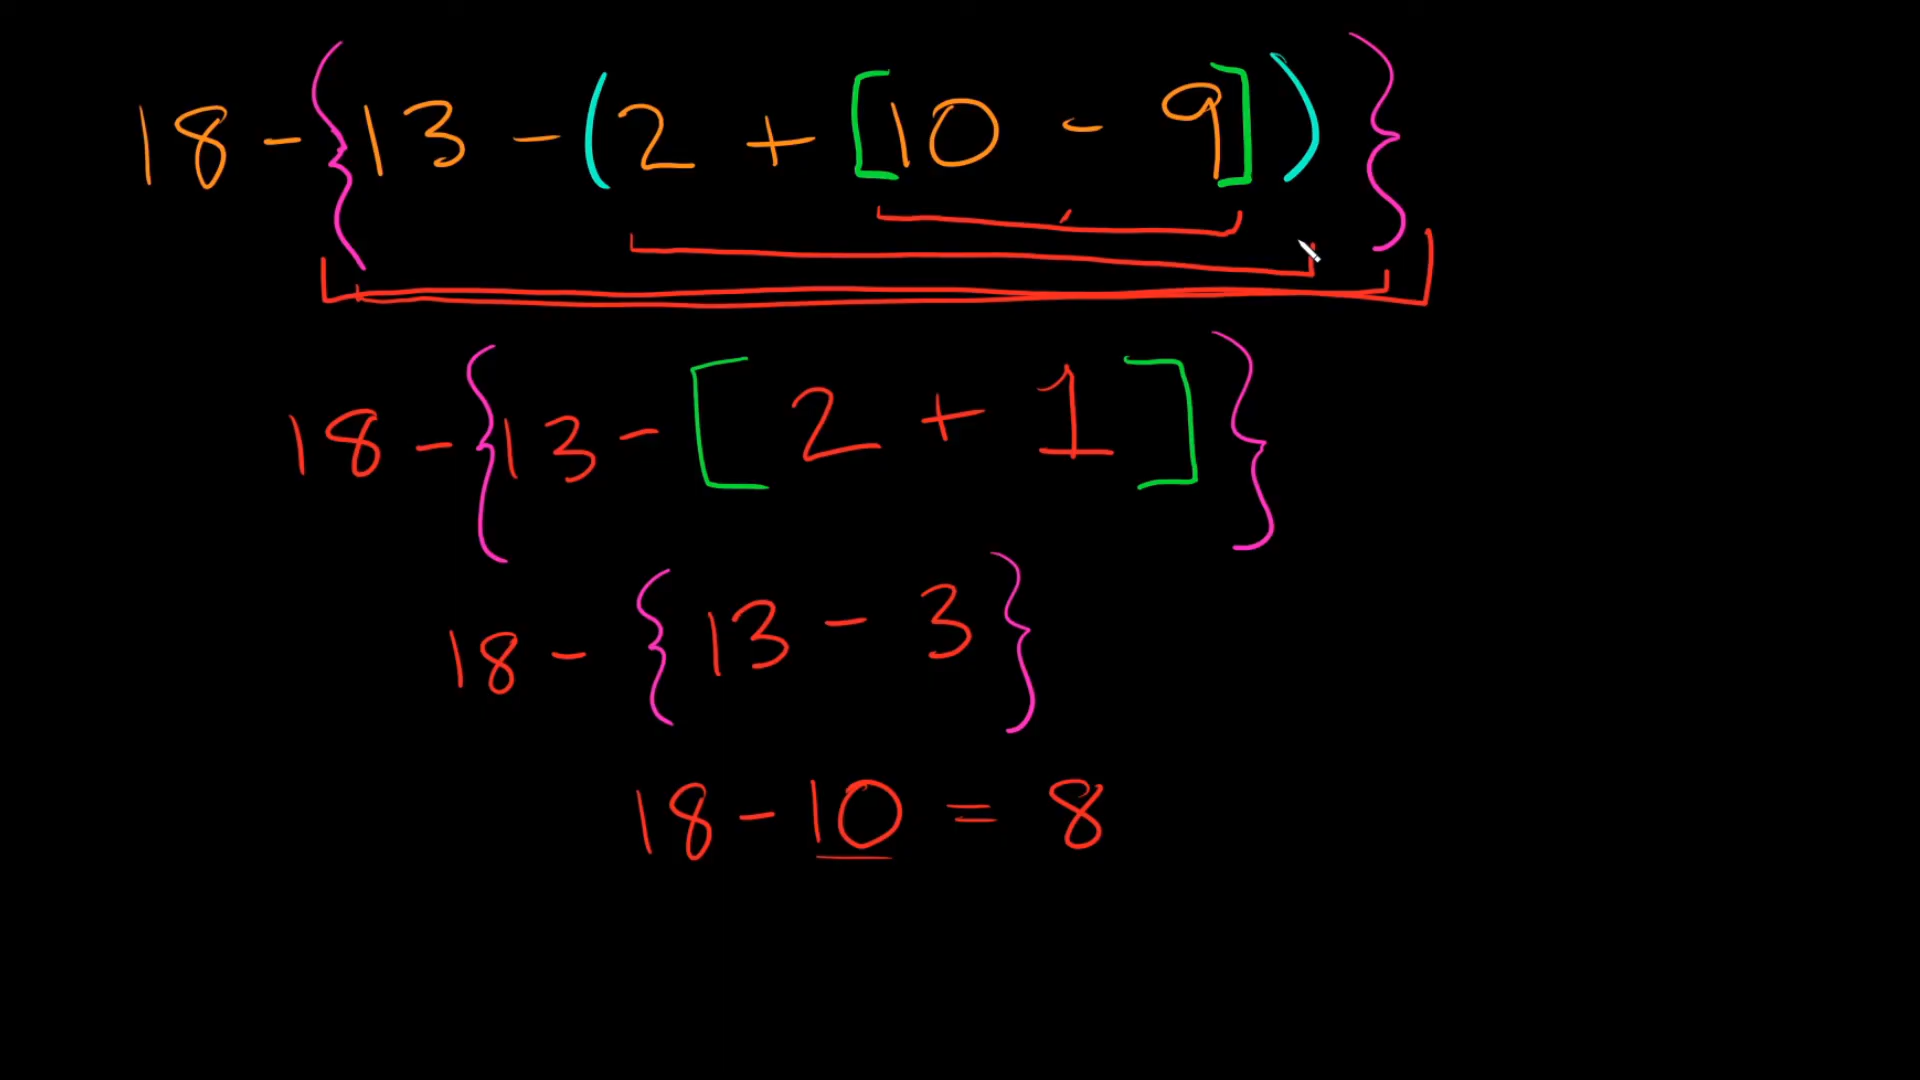 18 - { 13 - ( 2 + [ 10 - 9 ] ) }
18 - { 13 - [ 2 + 1 ] }
18 - { 13 - 3 }
18 - 10 = 8